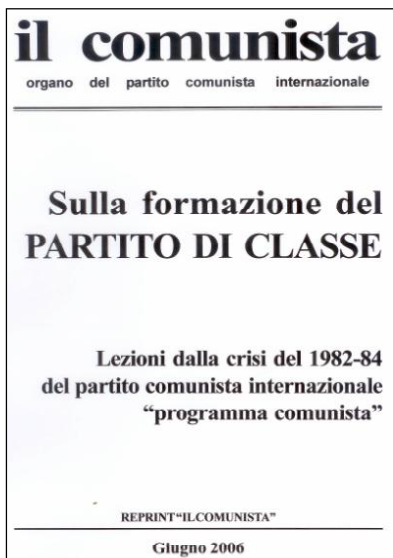 il comunista
organo del partito comunista internazionale
Sulla formazione del
PARTITO DI CLASSE
Lezioni dalla crisi del 1982-84
del partito comunista internazionale
“programma comunista”
REPRINT“ILCOMUNISTA”
Giugno 2006